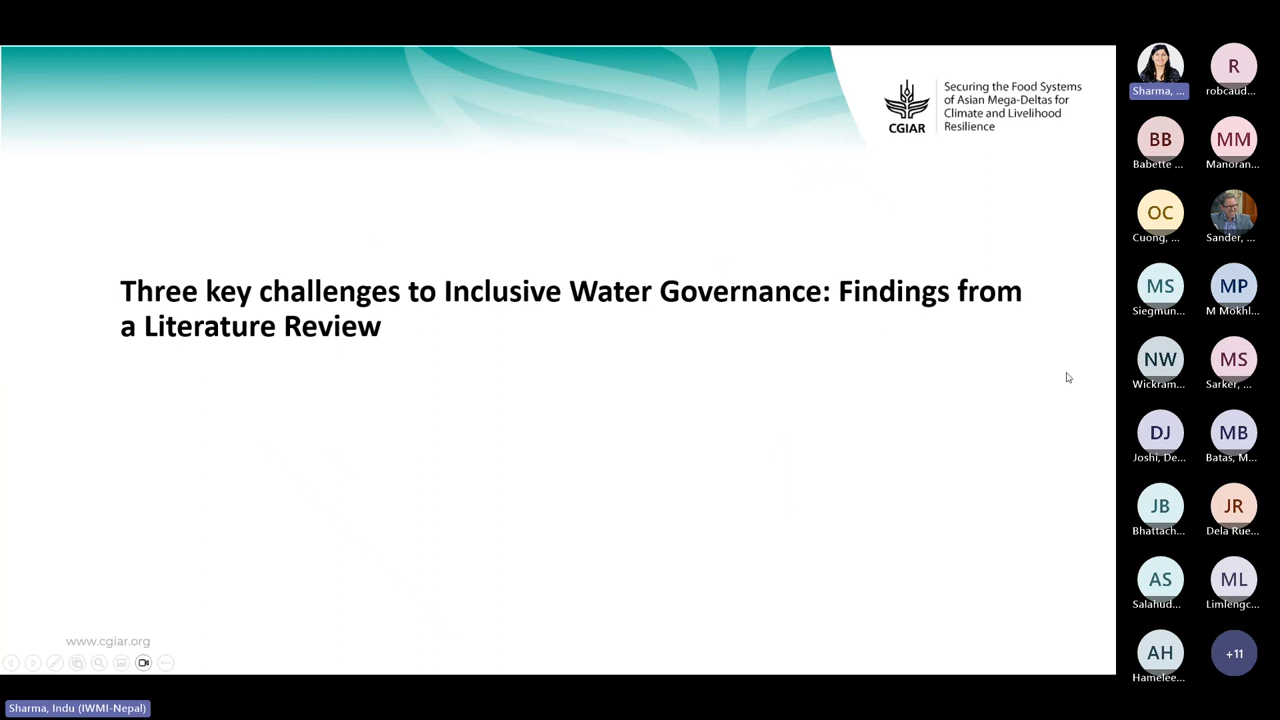 CGIAR
Securing the Food Systems
of Asian Mega-Deltas for
Climate and Livelihood
Resilience
Three key challenges to Inclusive Water Governance: Findings from
a Literature Review
www.cgiar.org
Sharma, Indu (IWMI-Nepal)
Sharma, ...
R
robcaud...
BB
Babette ...
MM
Manoran...
OC
Cuong, ...
Sander, ...
MS
Siegmun...
MP
M Mokhl...
NW
Wickram...
MS
Sarker, ...
DJ
Joshi, De...
MB
Batas, M...
JB
Bhattach...
JR
Dela Rue...
AS
Salahud...
ML
Limlengc...
AH
Hamelee...
+11